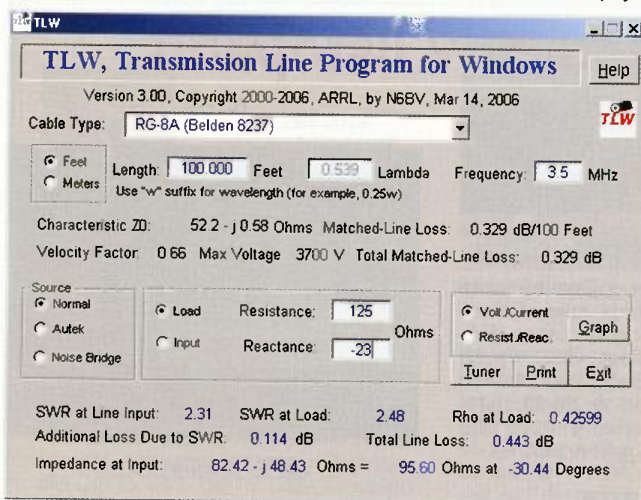 TLW
TLW, Transmission Line Program for Windows
Help
Version 3.00, Copyright 2000-2006, ARRL, by N6BV, Mar 14, 2006
TLW
Cable Type: RG-8A (Belden 8237)
Feet
Meters
Length: 100.000 Feet 0.539 Lambda Frequency: 3.5 MHz
Use "w" suffix for wavelength (for example, 0.25w)
Characteristic Z0: 52.2 - j 0.58 Ohms Matched-Line Loss: 0.329 dB/100 Feet
Velocity Factor 0.66 Max Voltage 3700 V Total Matched-Line Loss: 0.329 dB
Source
Normal
Autek
Noise Bridge
Load
Input
Resistance: 125
Reactance: -23
Ohms
Volt./Current
Resist./Reac.
Graph
Tuner Print Exit
SWR at Line Input: 2.31 SWR at Load: 2.48 Rho at Load: 0.42599
Additional Loss Due to SWR: 0.114 dB Total Line Loss: 0.443 dB
Impedance at Input: 82.42 - j 48.43 Ohms = 95.60 Ohms at -30.44 Degrees